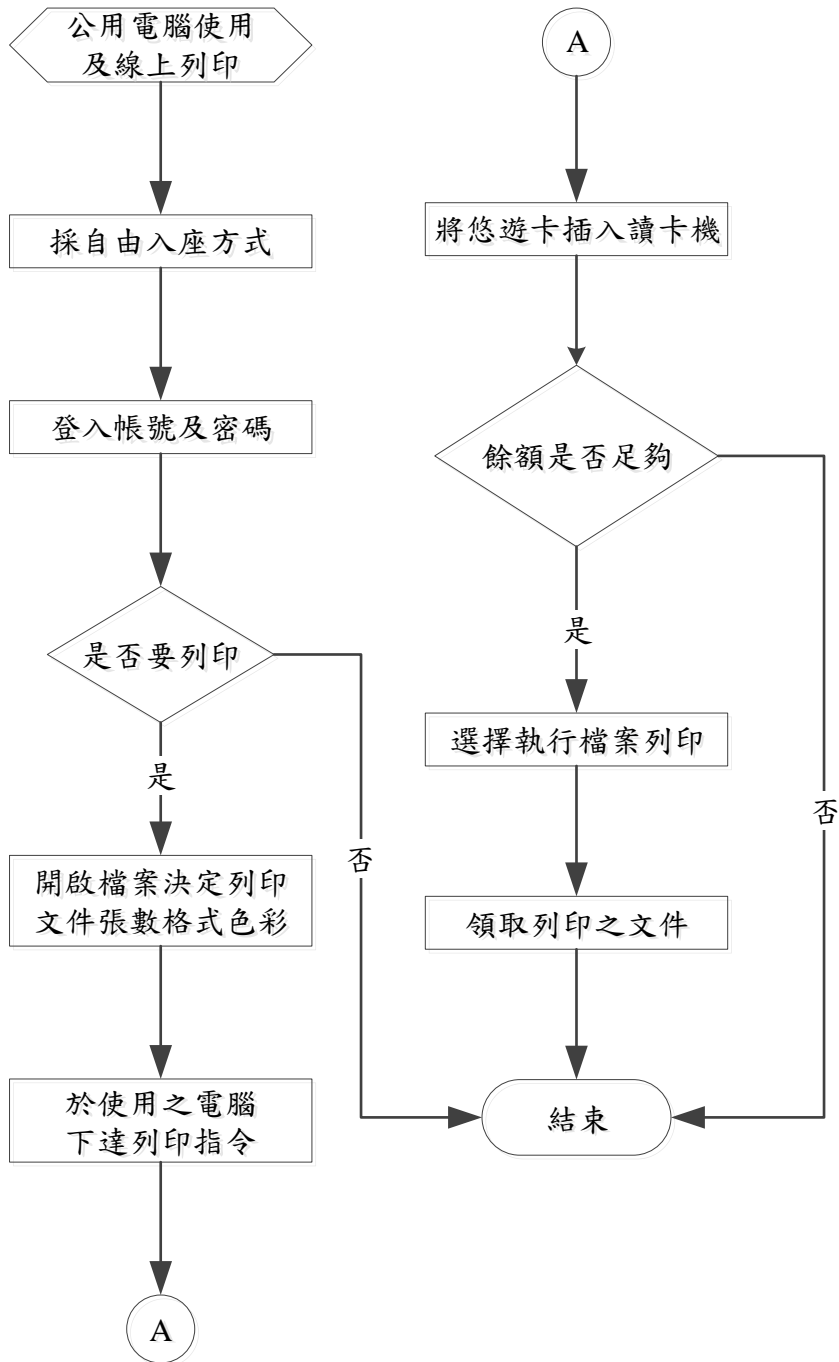 公用電腦使用
及線上列印
採自由入座方式
登入帳號及密碼
是否要列印
是
否
開啟檔案決定列印
文件張數格式色彩
於使用之電腦
下達列印指令
A
A
將悠遊卡插入讀卡機
餘額是否足夠
是
否
選擇執行檔案列印
領取列印之文件
結束